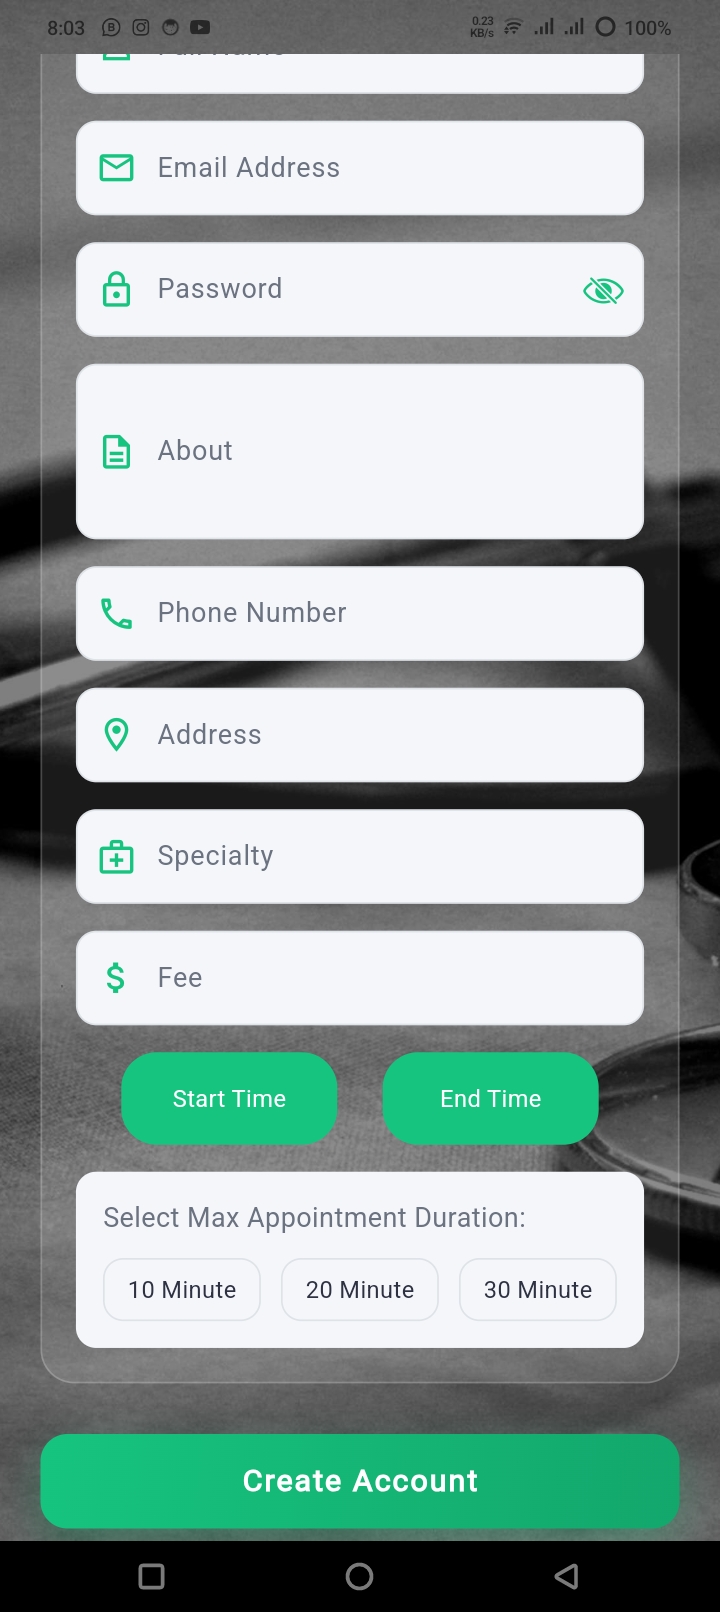 8:03
0.23
KB/s
100%
Email Address
Password
About
Phone Number
Address
Specialty
$ Fee
Start Time
End Time
Select Max Appointment Duration:
10 Minute
20 Minute
30 Minute
Create Account